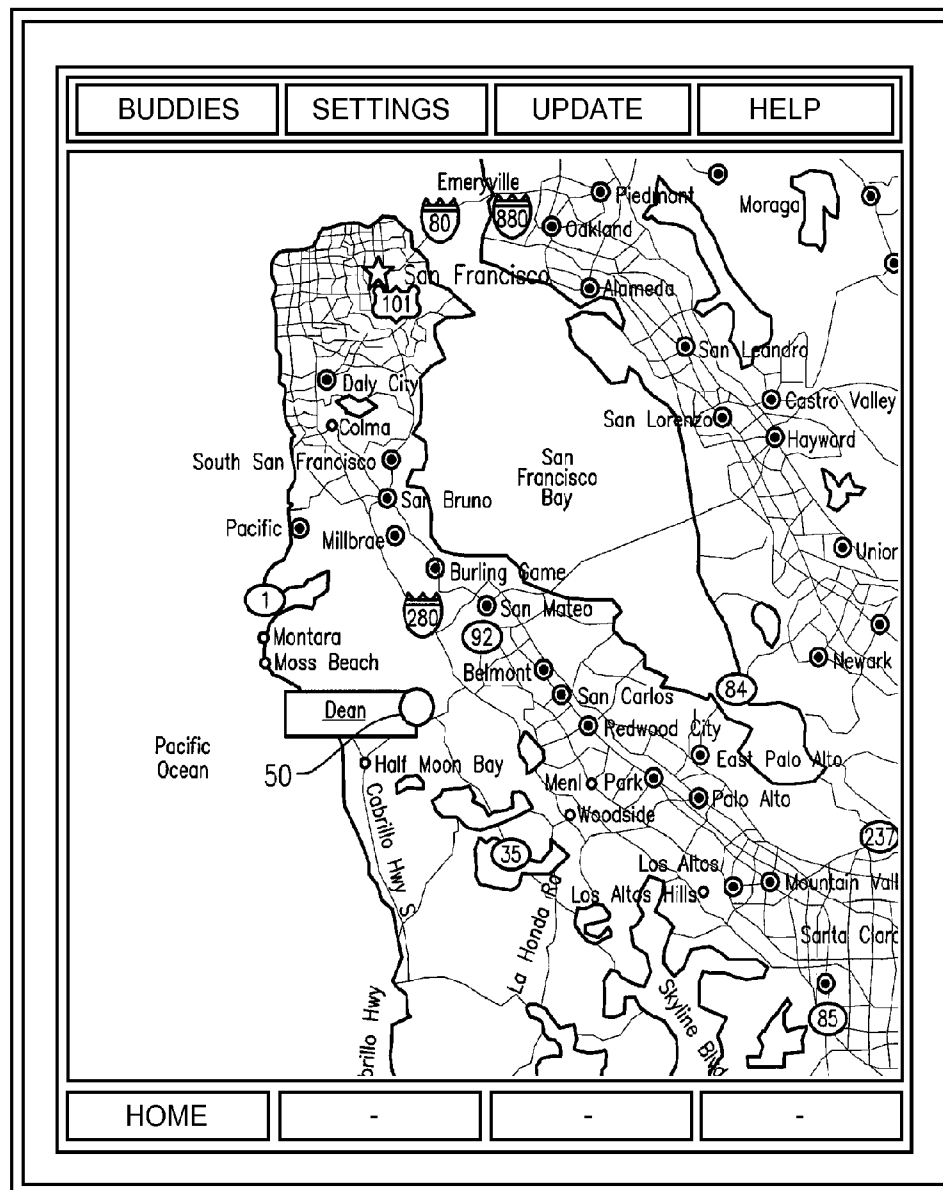 BUDDIES
SETTINGS
UPDATE
HELP
Emeryville
Piedmont
Moraga
80
880
Oakland
San Francisco
101
Alameda
San Leandro
Daly City
Castro Valley
San Lorenzo
Colma
Hayward
South San Francisco
San
Francisco
Bay
San Bruno
Pacific
Millbrae
Union
Burling Game
1
280
San Mateo
92
Montara
Moss Beach
Belmont
Newark
84
San Carlos
Dean
Redwood City
Pacific
Ocean
50
Half Moon Bay
East Palo Alto
Menl Park
Palo Alto
Woodside
Cabrillo Hwy S
35
237
Los Altos
Mountain Vall
Los Altos Hills
La Honda Rd
Santa Clar
Skyline Blvd
brillo Hwy
85
HOME
-
-
-